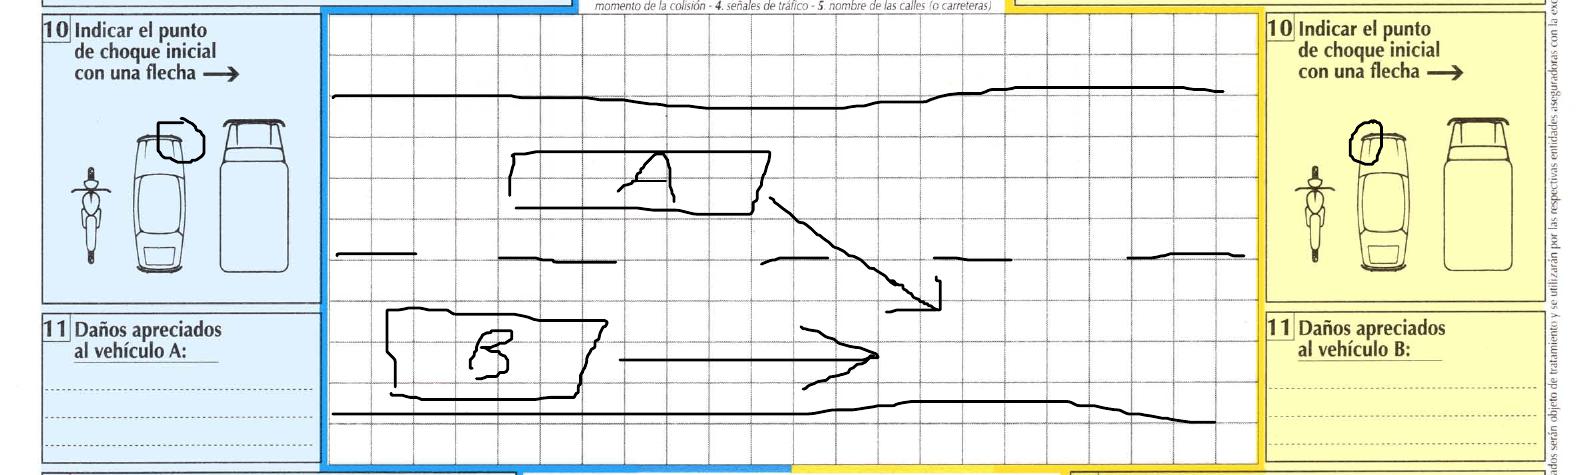 momento de la colisión - 4. señales de tráfico - 5. nombre de las calles (o carreteras)
10 Indicar el punto
de choque inicial
con una flecha
11 Daños apreciados
al vehículo A:
A
B
10 Indicar el punto
de choque inicial
con una flecha
11 Daños apreciados
al vehículo B:
ados serán objeto de tratamiento y se utilizarán por las respectivas entidades aseguradoras con la exc